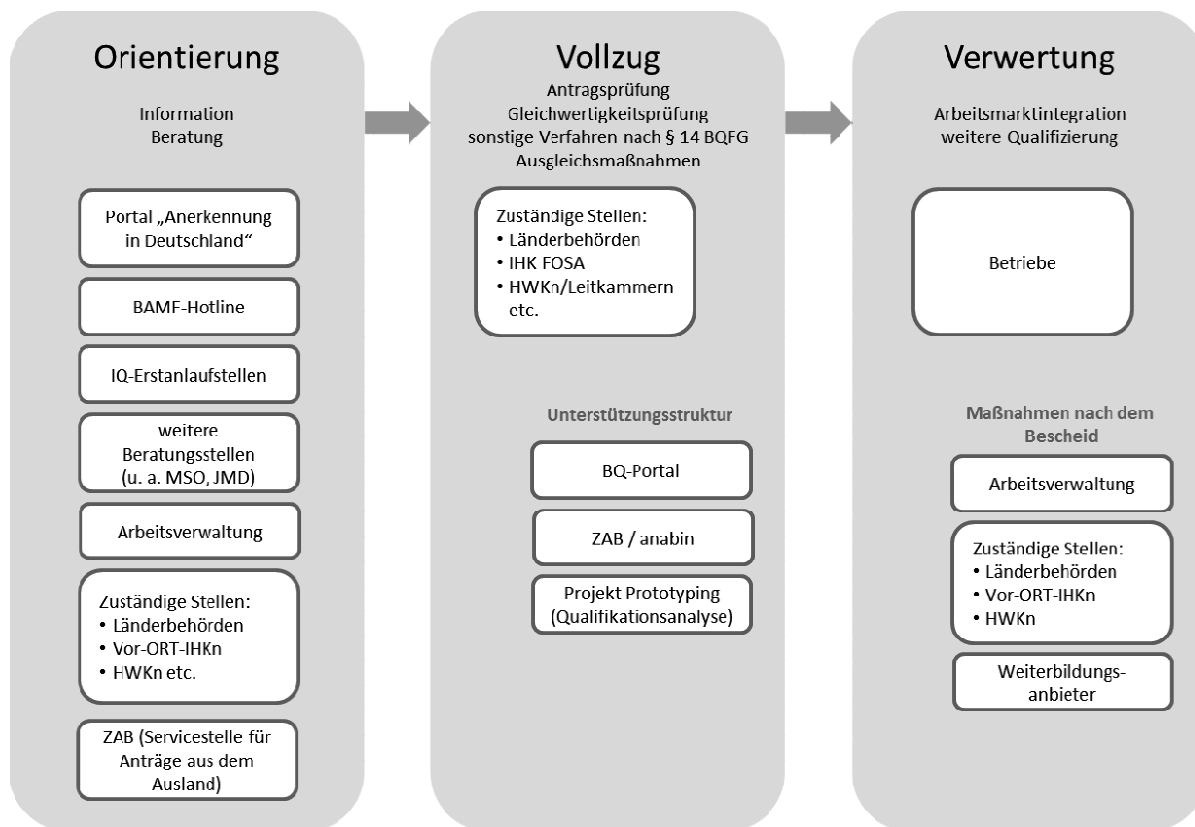 Orientierung
Information
Beratung
Portal „Anerkennung
in Deutschland“
BAMF-Hotline
IQ-Erstanlaufstellen
weitere
Beratungsstellen
(u. a. MSO, JMD)
Arbeitsverwaltung
Zuständige Stellen:
• Länderbehörden
• Vor-ORT-IHKn
• HWKn etc.
ZAB (Servicestelle für
Anträge aus dem
Ausland)
Vollzug
Antragsprüfung
Gleichwertigkeitsprüfung
sonstige Verfahren nach § 14 BQFG
Ausgleichsmaßnahmen
Zuständige Stellen:
• Länderbehörden
• IHK FOSA
• HWKn/Leitkammern
etc.
Unterstützungsstruktur
BQ-Portal
ZAB / anabin
Projekt Prototyping
(Qualifikationsanalyse)
Verwertung
Arbeitsmarktintegration
weitere Qualifizierung
Betriebe
Maßnahmen nach dem
Bescheid
Arbeitsverwaltung
Zuständige Stellen:
• Länderbehörden
• Vor-ORT-IHKn
• HWKn
Weiterbildungs-
anbieter